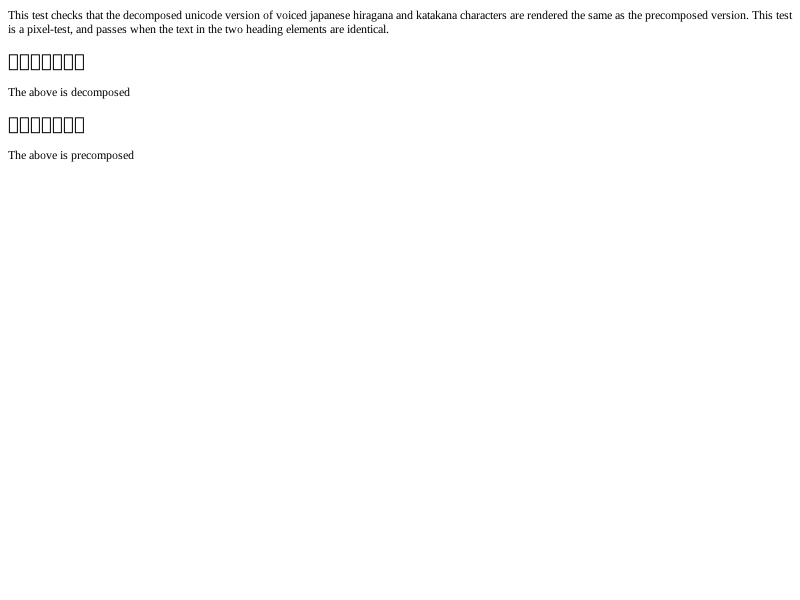 This test checks that the decomposed unicode version of voiced japanese hiragana and katakana characters are rendered the same as the precomposed version. This test
is a pixel-test, and passes when the text in the two heading elements are identical.
The above is decomposed
The above is precomposed